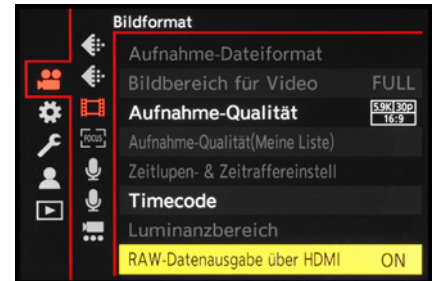 Bildformat
Aufnahme-Dateiformat
Bildbereich für Video FULL
Aufnahme-Qualität 5.9K 30p 16:9
FOCUS
Aufnahme-Qualität(Meine Liste)
Zeitlupen- & Zeitraffereinstell
Timecode
Luminanzbereich
RAW-Datenausgabe über HDMI ON